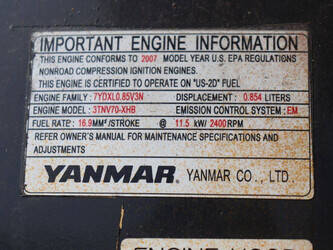 IMPORTANT ENGINE INFORMATION
THIS ENGINE CONFORMS TO 2007 MODEL YEAR U.S. EPA REGULATIONS
NONROAD COMPRESSION IGNITION ENGINES.
THIS ENGINE IS CERTIFIED TO OPERATE ON "US-2D" FUEL
ENGINE FAMILY : 7YDXL0.85V3N DISPLACEMENT : 0.854 LITERS
ENGINE MODEL : 3TNV70-XHB EMISSION CONTROL SYSTEM : EM
FUEL RATE : 16.9MM³/STROKE @ 11.5 kW/ 2400RPM
REFER OWNER'S MANUAL FOR MAINTENANCE SPECIFICATIONS AND
ADJUSTMENTS
YANMAR YANMAR CO., LTD.